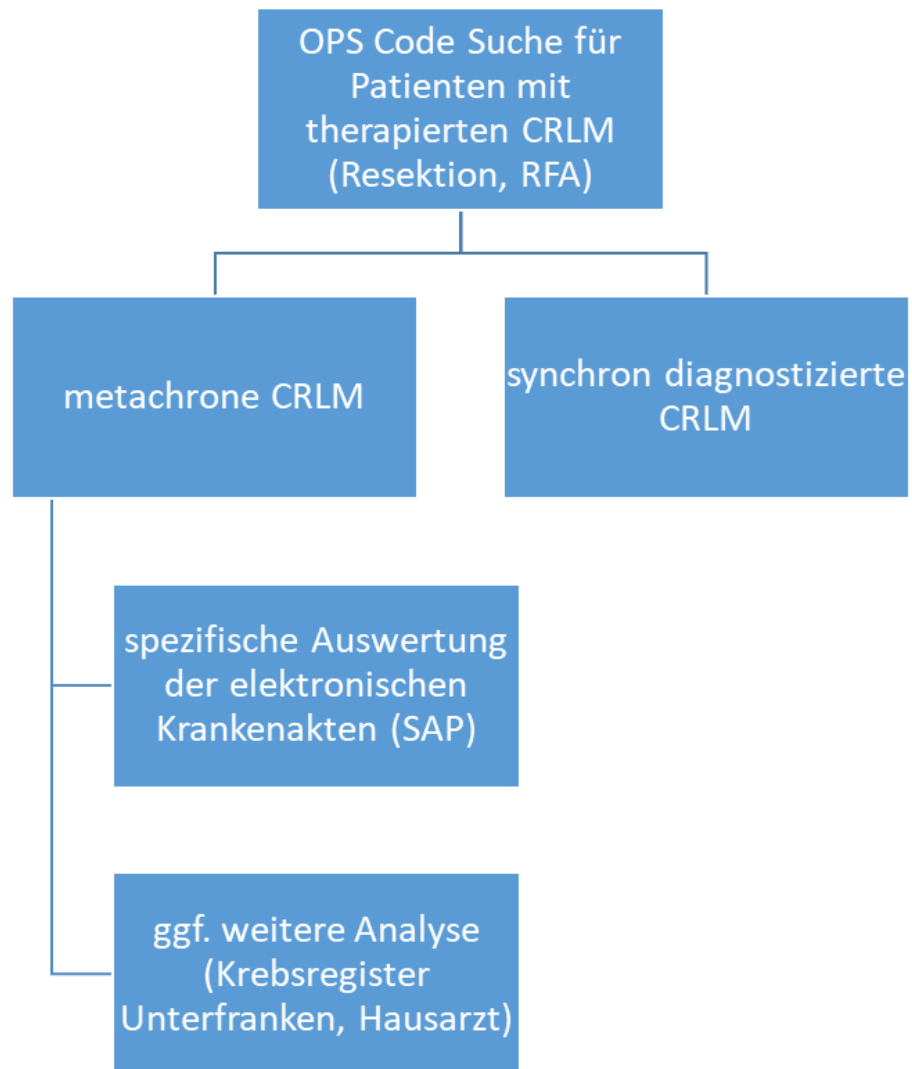 OPS Code Suche für
Patienten mit
therapierten CRLM
(Resektion, RFA)
metachrone CRLM
synchron diagnostizierte
CRLM
spezifische Auswertung
der elektronischen
Krankenakten (SAP)
ggf. weitere Analyse
(Krebsregister
Unterfranken, Hausarzt)